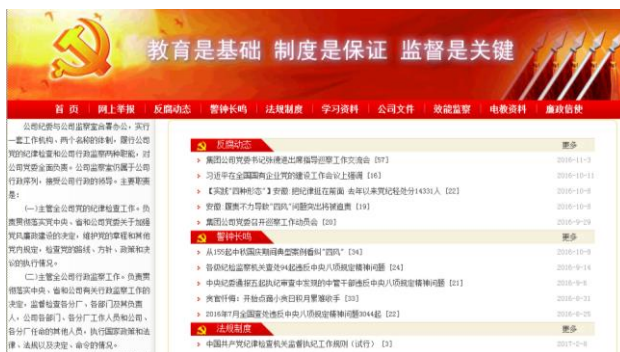 教育是基础 制度是保证 监督是关键
首 页 网上举报 反腐动态 警钟长鸣 法规制度 学习资料 公司文件 效能监察 电教资料 廉政信使
公司纪委与公司监察室合署办公，实行
一套工作机构、两个名称的体制，履行公司
党的纪律检查和公司行政监察两种职能，对
公司党委全面负责。公司监察室仍属于公司
行政序列，接受公司行政的领导。主要职责
是：
(一)主管全公司党的纪律检查工作。负
责贯彻落实党中央、省和公司党委关于加强
党风廉政建设的决定，维护党的章程和其他
党内规定，检查党的路线、方针、政策和决
议的执行情况。
(二)主管全公司行政监察工作。负责贯
彻落实中央、省和公司有关行政监察工作的
决定，监督检查各分厂、各部门及其负责
人、公司各部门、各分厂工作人员和公司、
各分厂任命的其他人员，执行国家政策和法
律、法规以及决定、命令的情况。
反腐动态 更多
集团公司党委书记张德进出席指导巡察工作交流会 [57] 2016-11-3
习近平在全国国有企业党的建设工作会议上强调 [16] 2016-10-11
【实践"四种形态"】安徽:把纪律挺在前面 去年以来党纪轻处分14331人 [22] 2016-10-8
安徽:履责不力导致"四风"问题突出将被追责 [19] 2016-10-8
集团公司党委召开巡察工作动员会 [20] 2016-9-29
警钟长鸣 更多
从155起中秋国庆期间典型案例看纠"四风" [34] 2016-10-8
各级纪检监察机关查处94起违反中央八项规定精神问题 [24] 2016-9-14
中央纪委通报五起执纪审查中发现的中管干部违反中央八项规定精神问题 [21] 2016-9-8
贪官忏悔：开始点滴小贪日积月累难收手 [33] 2016-8-31
2016年7月全国查处违反中央八项规定精神问题3044起 [22] 2016-8-25
法规制度 更多
中国共产党纪律检查机关监督执纪工作规则（试行） [3] 2017-2-8